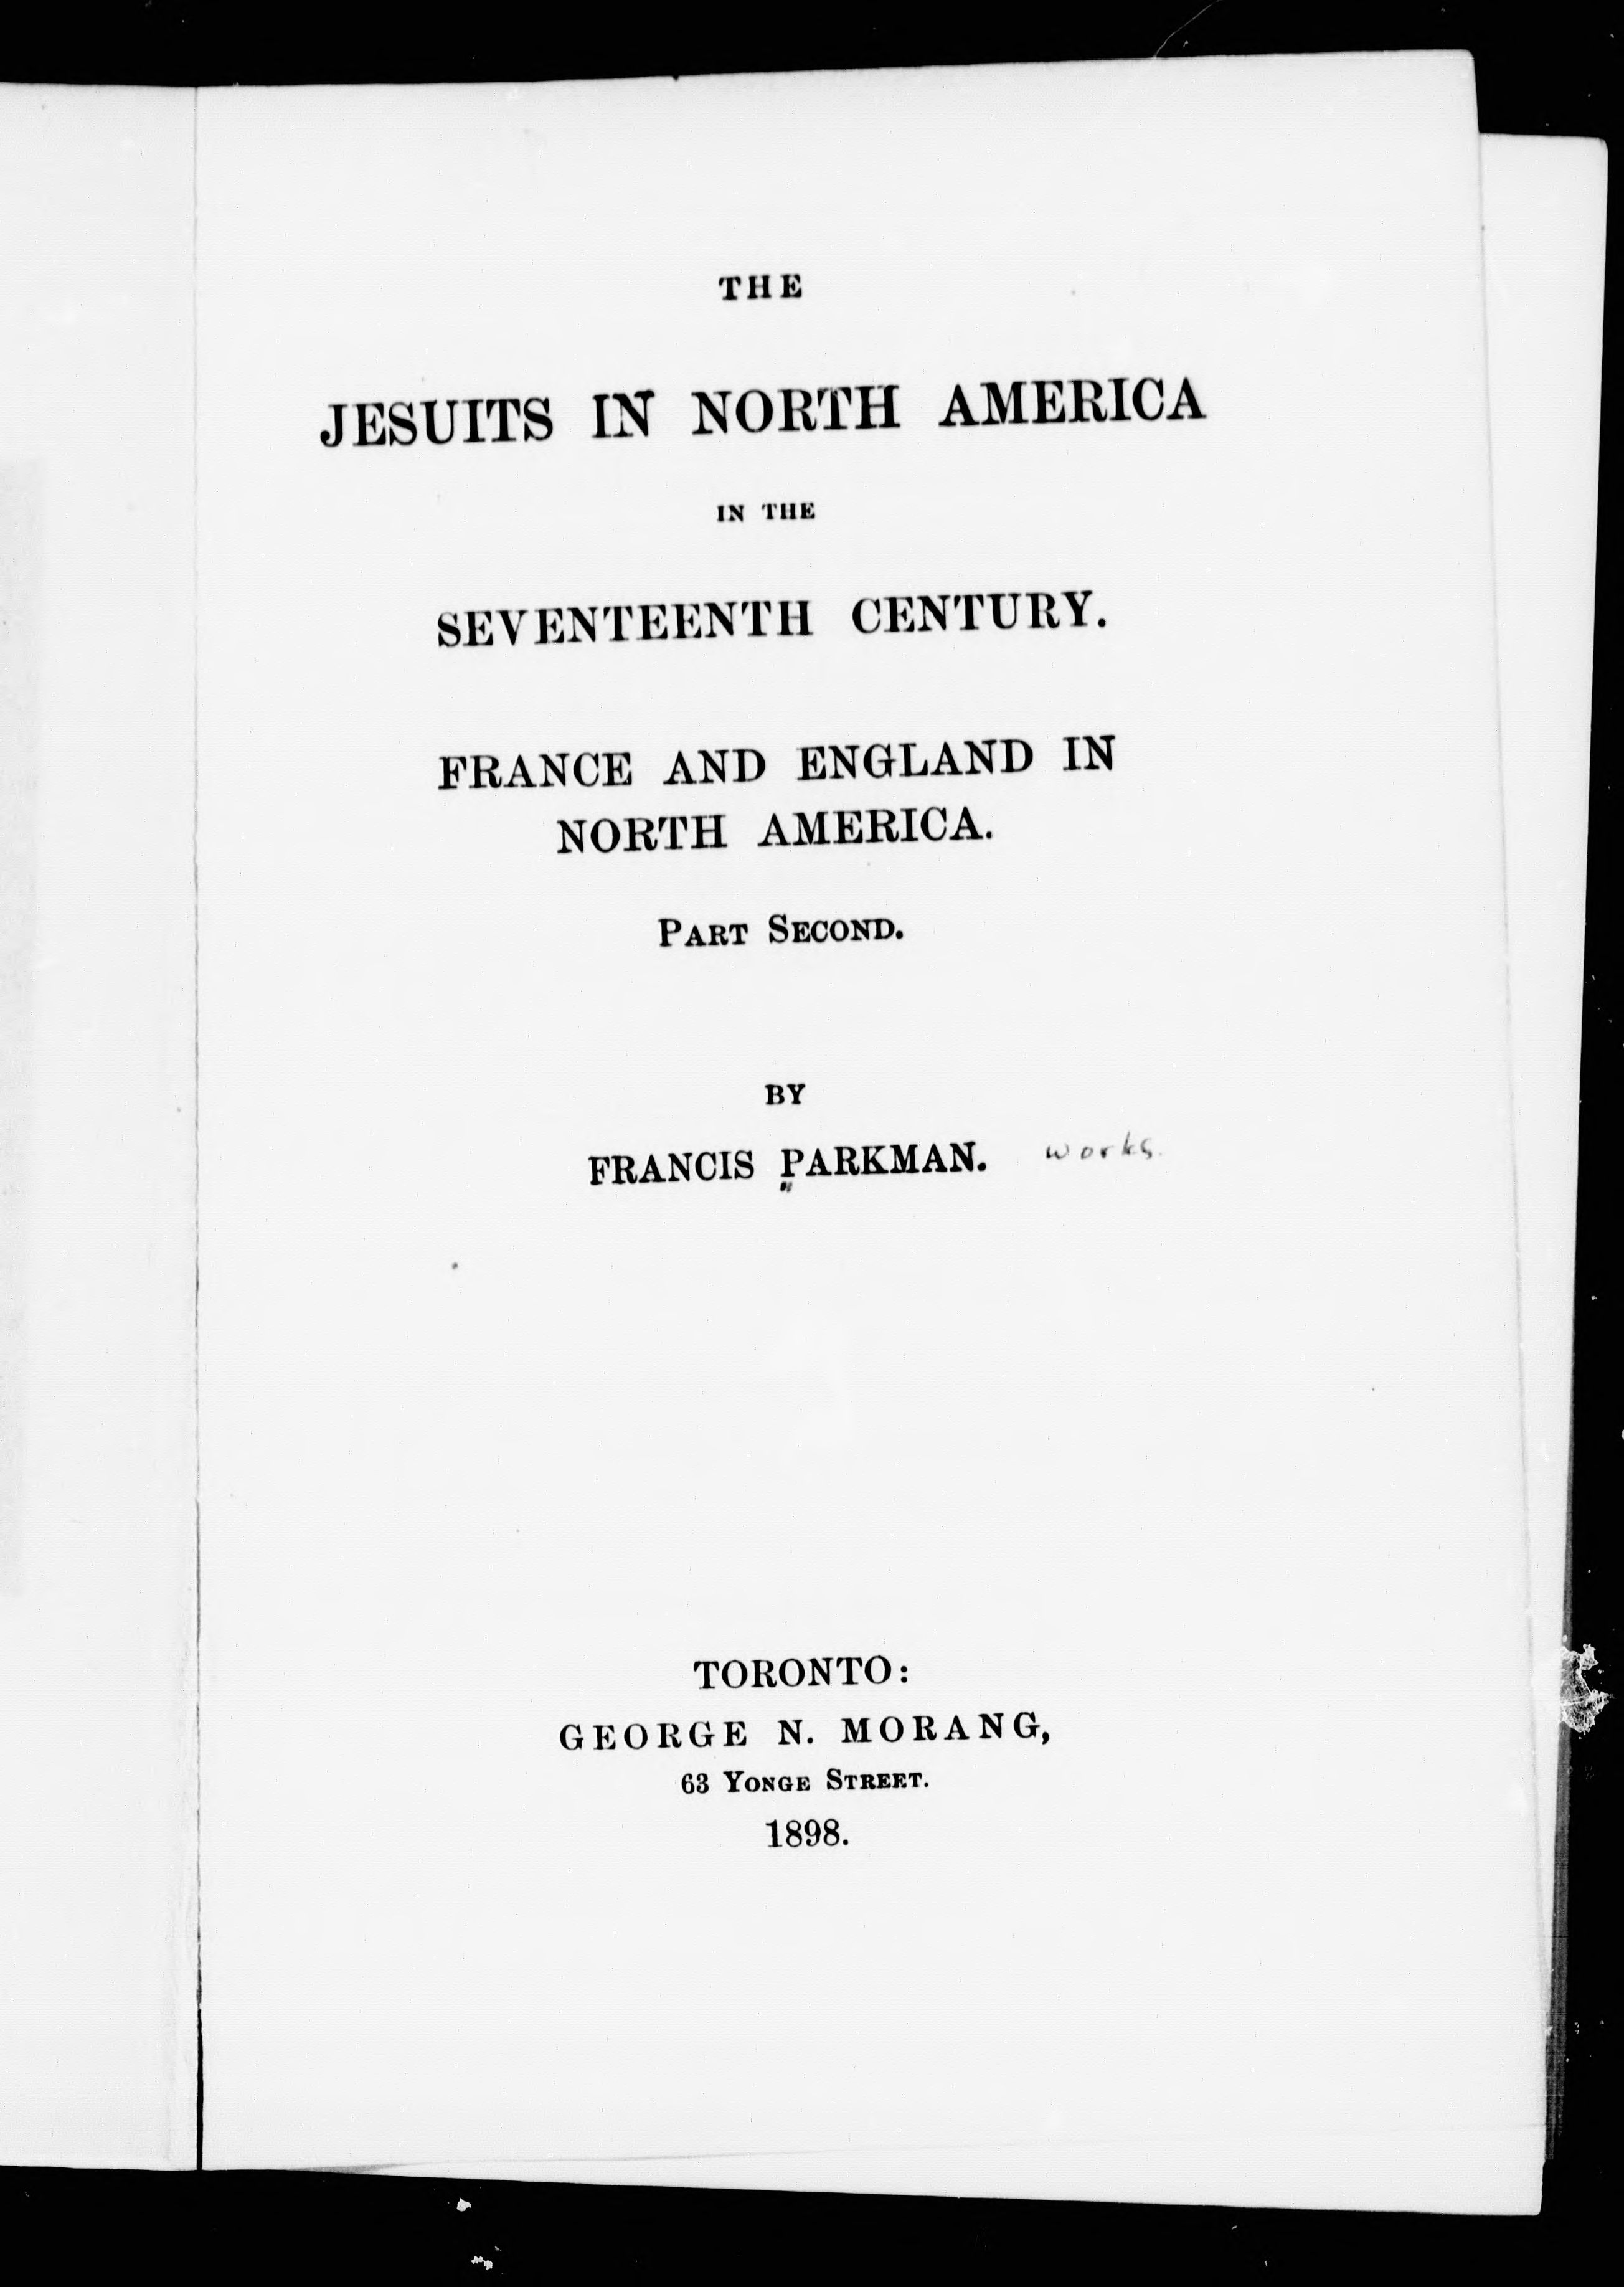 THE
JESUITS IN NORTH AMERICA
IN THE
SEVENTEENTH CENTURY.
FRANCE AND ENGLAND IN
NORTH AMERICA.
PART SECOND.
BY
FRANCIS PARKMAN. works.
TORONTO:
GEORGE N. MORANG,
63 YONGE STREET.
1898.